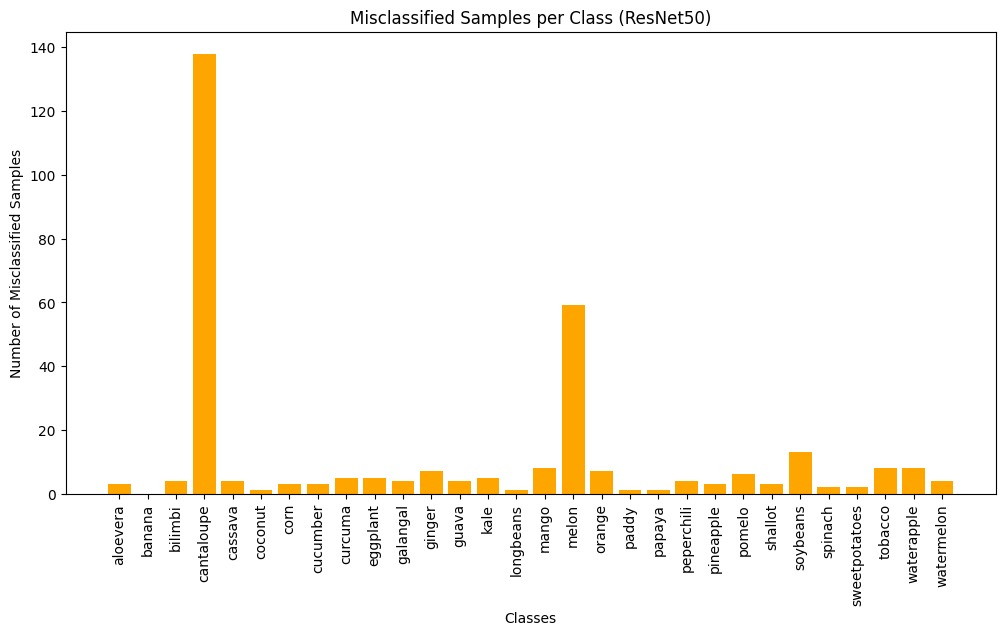 Misclassified Samples per Class (ResNet50)
Number of Misclassified Samples
140
120
100
80
60
40
20
0
aloevera
banana
bilimbi
cantaloupe
cassava
coconut
corn
cucumber
curcuma
eggplant
galangal
ginger
guava
kale
longbeans
mango
melon
orange
paddy
papaya
peperchili
pineapple
pomelo
shallot
soybeans
spinach
sweetpotatoes
tobacco
waterapple
watermelon
Classes